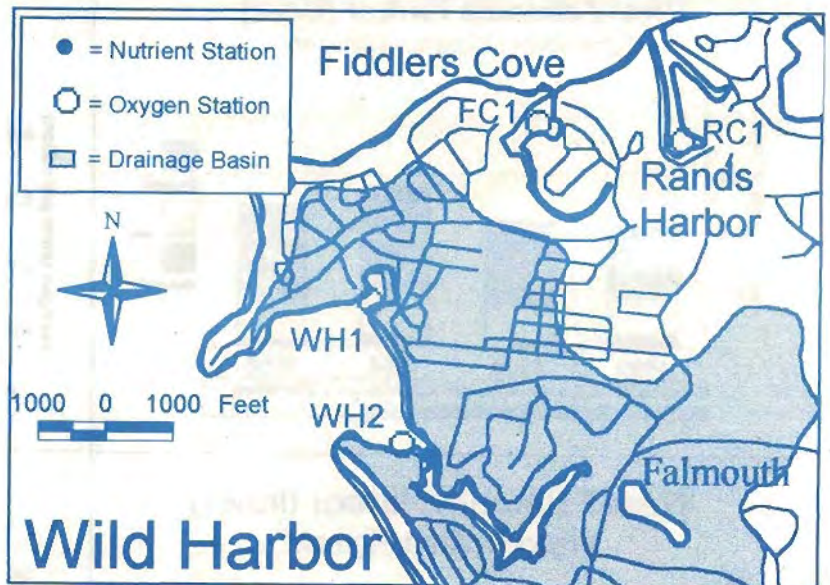 = Nutrient Station
= Oxygen Station
= Drainage Basin
Fiddlers Cove
FC1
RC1
Rands
Harbor
N
WH1
1000 0 1000 Feet
WH2
Falmouth
Wild Harbor